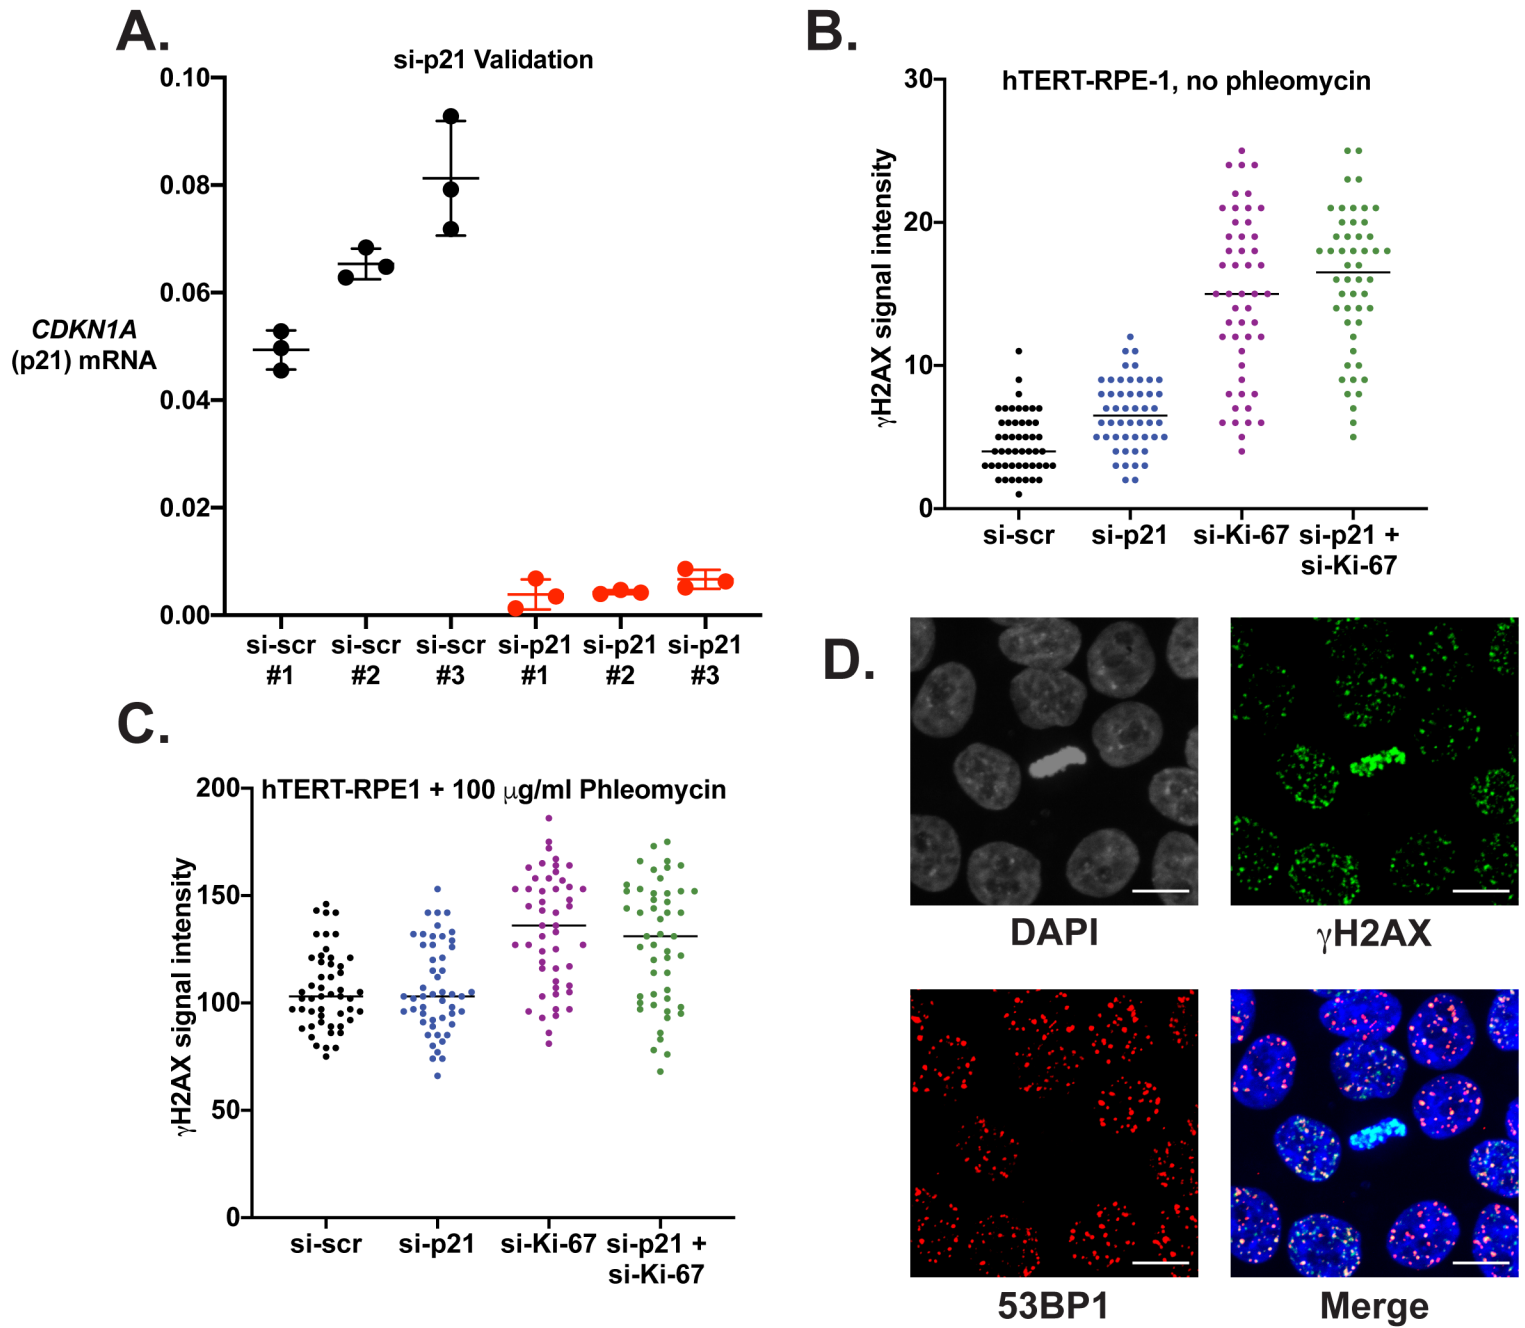 A.
si-p21 Validation
0.10
0.08
0.06
0.04
0.02
0.00
CDKN1A
(p21) mRNA
si-scr
#1
si-scr
#2
si-scr
#3
si-p21
#1
si-p21
#2
si-p21
#3
B.
hTERT-RPE-1, no phleomycin
30
20
10
0
γH2AX signal intensity
si-scr
si-p21
si-Ki-67
si-p21 +
si-Ki-67
C.
hTERT-RPE1 + 100 μg/ml Phleomycin
200
150
100
50
0
γH2AX signal intensity
si-scr
si-p21
si-Ki-67
si-p21 +
si-Ki-67
D.
DAPI
γH2AX
53BP1
Merge